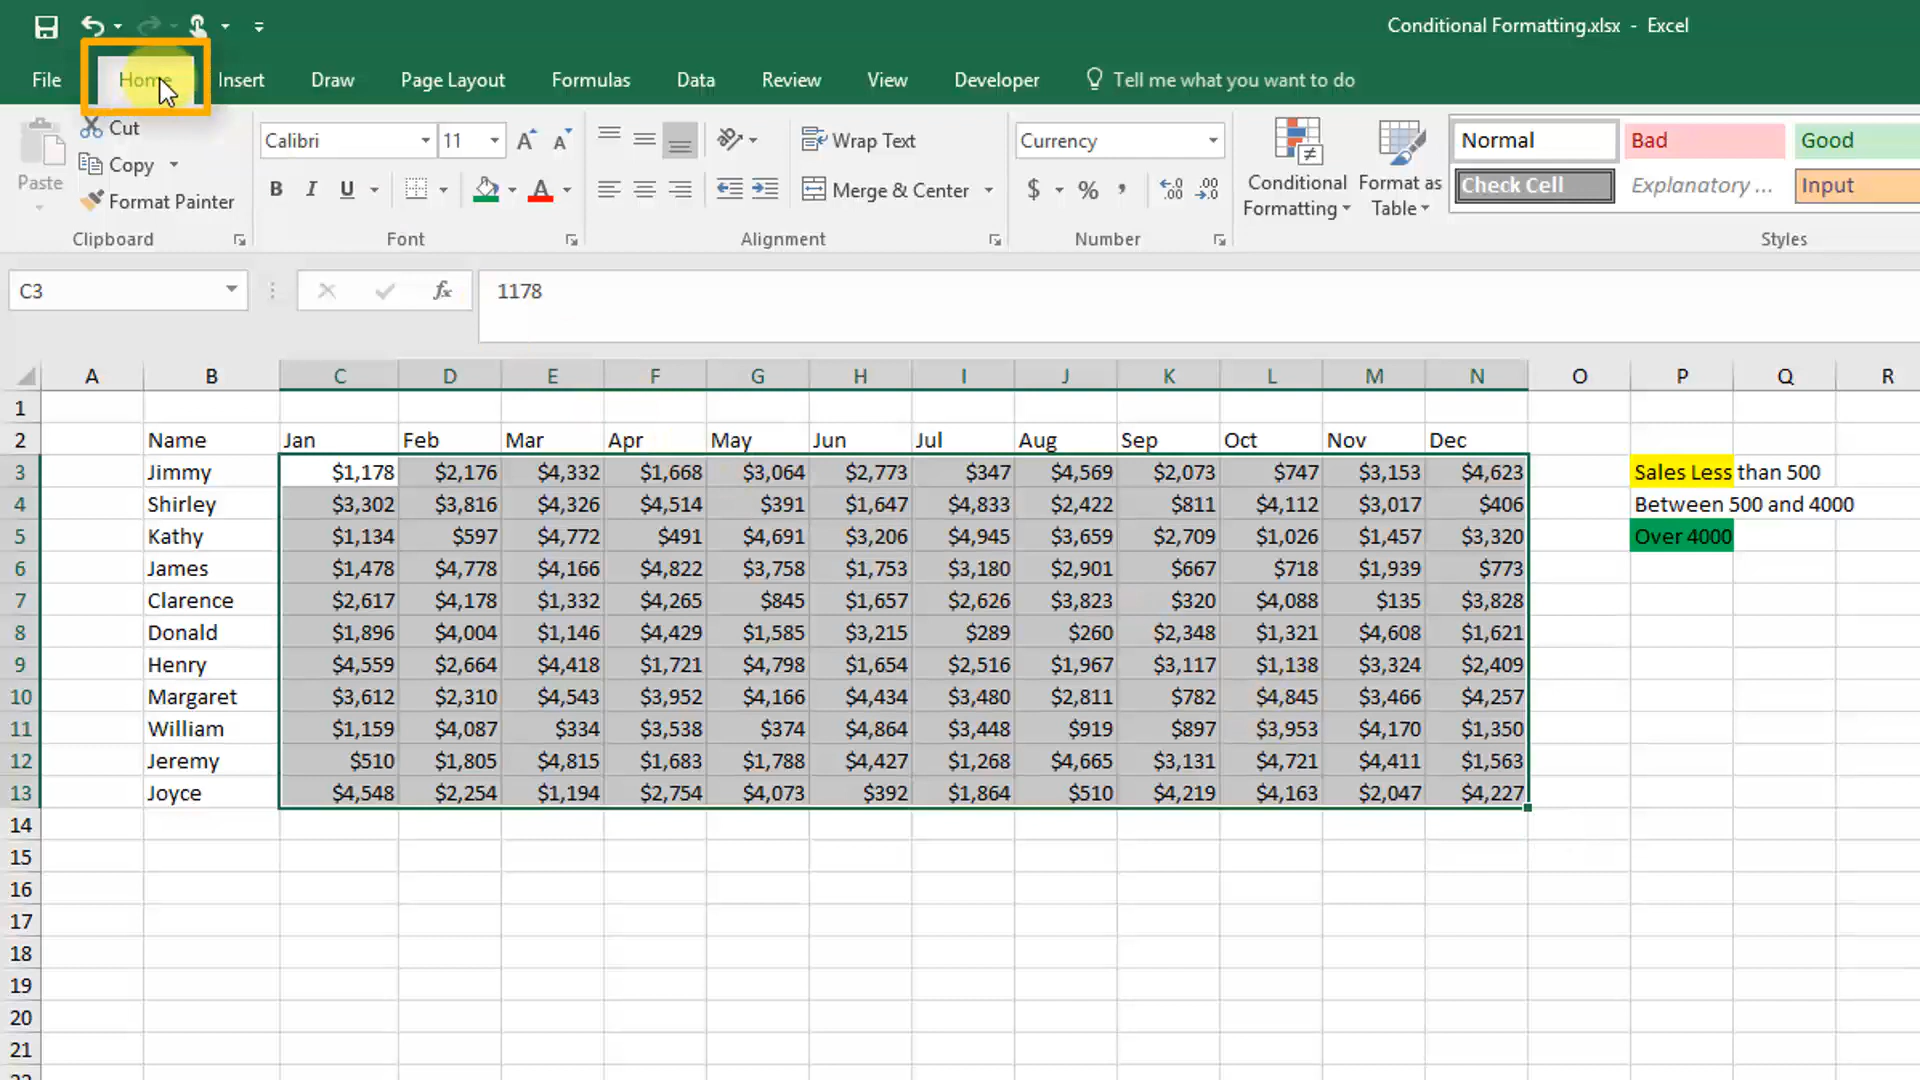 Conditional Formatting.xlsx - Excel
File Home Insert Draw Page Layout Formulas Data Review View Developer Tell me what you want to do
Paste Cut Copy Format Painter
Calibri 11
B I U A
Wrap Text
Merge & Center
Currency
$ % ,
Conditional Formatting
Format as Table
Normal Bad Good
Check Cell Explanatory ... Input
Clipboard Font Alignment Number Styles
C3 fx 1178
A B C D E F G H I J K L M N O P Q R
1
2 Name Jan Feb Mar Apr May Jun Jul Aug Sep Oct Nov Dec
3 Jimmy $1,178 $2,176 $4,332 $1,668 $3,064 $2,773 $347 $4,569 $2,073 $747 $3,153 $4,623 Sales Less than 500
4 Shirley $3,302 $3,816 $4,326 $4,514 $391 $1,647 $4,833 $2,422 $811 $4,112 $3,017 $406 Between 500 and 4000
5 Kathy $1,134 $597 $4,772 $491 $4,691 $3,206 $4,945 $3,659 $2,709 $1,026 $1,457 $3,320 Over 4000
6 James $1,478 $4,778 $4,166 $4,822 $3,758 $1,753 $3,180 $2,901 $667 $718 $1,939 $773
7 Clarence $2,617 $4,178 $1,332 $4,265 $845 $1,657 $2,626 $3,823 $320 $4,088 $135 $3,828
8 Donald $1,896 $4,004 $1,146 $4,429 $1,585 $3,215 $289 $260 $2,348 $1,321 $4,608 $1,621
9 Henry $4,559 $2,664 $4,418 $1,721 $4,798 $1,654 $2,516 $1,967 $3,117 $1,138 $3,324 $2,409
10 Margaret $3,612 $2,310 $4,543 $3,952 $4,166 $4,434 $3,480 $2,811 $782 $4,845 $3,466 $4,257
11 William $1,159 $4,087 $334 $3,538 $374 $4,864 $3,448 $919 $897 $3,953 $4,170 $1,350
12 Jeremy $510 $1,805 $4,815 $1,683 $1,788 $4,427 $1,268 $4,665 $3,131 $4,721 $4,411 $1,563
13 Joyce $4,548 $2,254 $1,194 $2,754 $4,073 $392 $1,864 $510 $4,219 $4,163 $2,047 $4,227
14
15
16
17
18
19
20
21